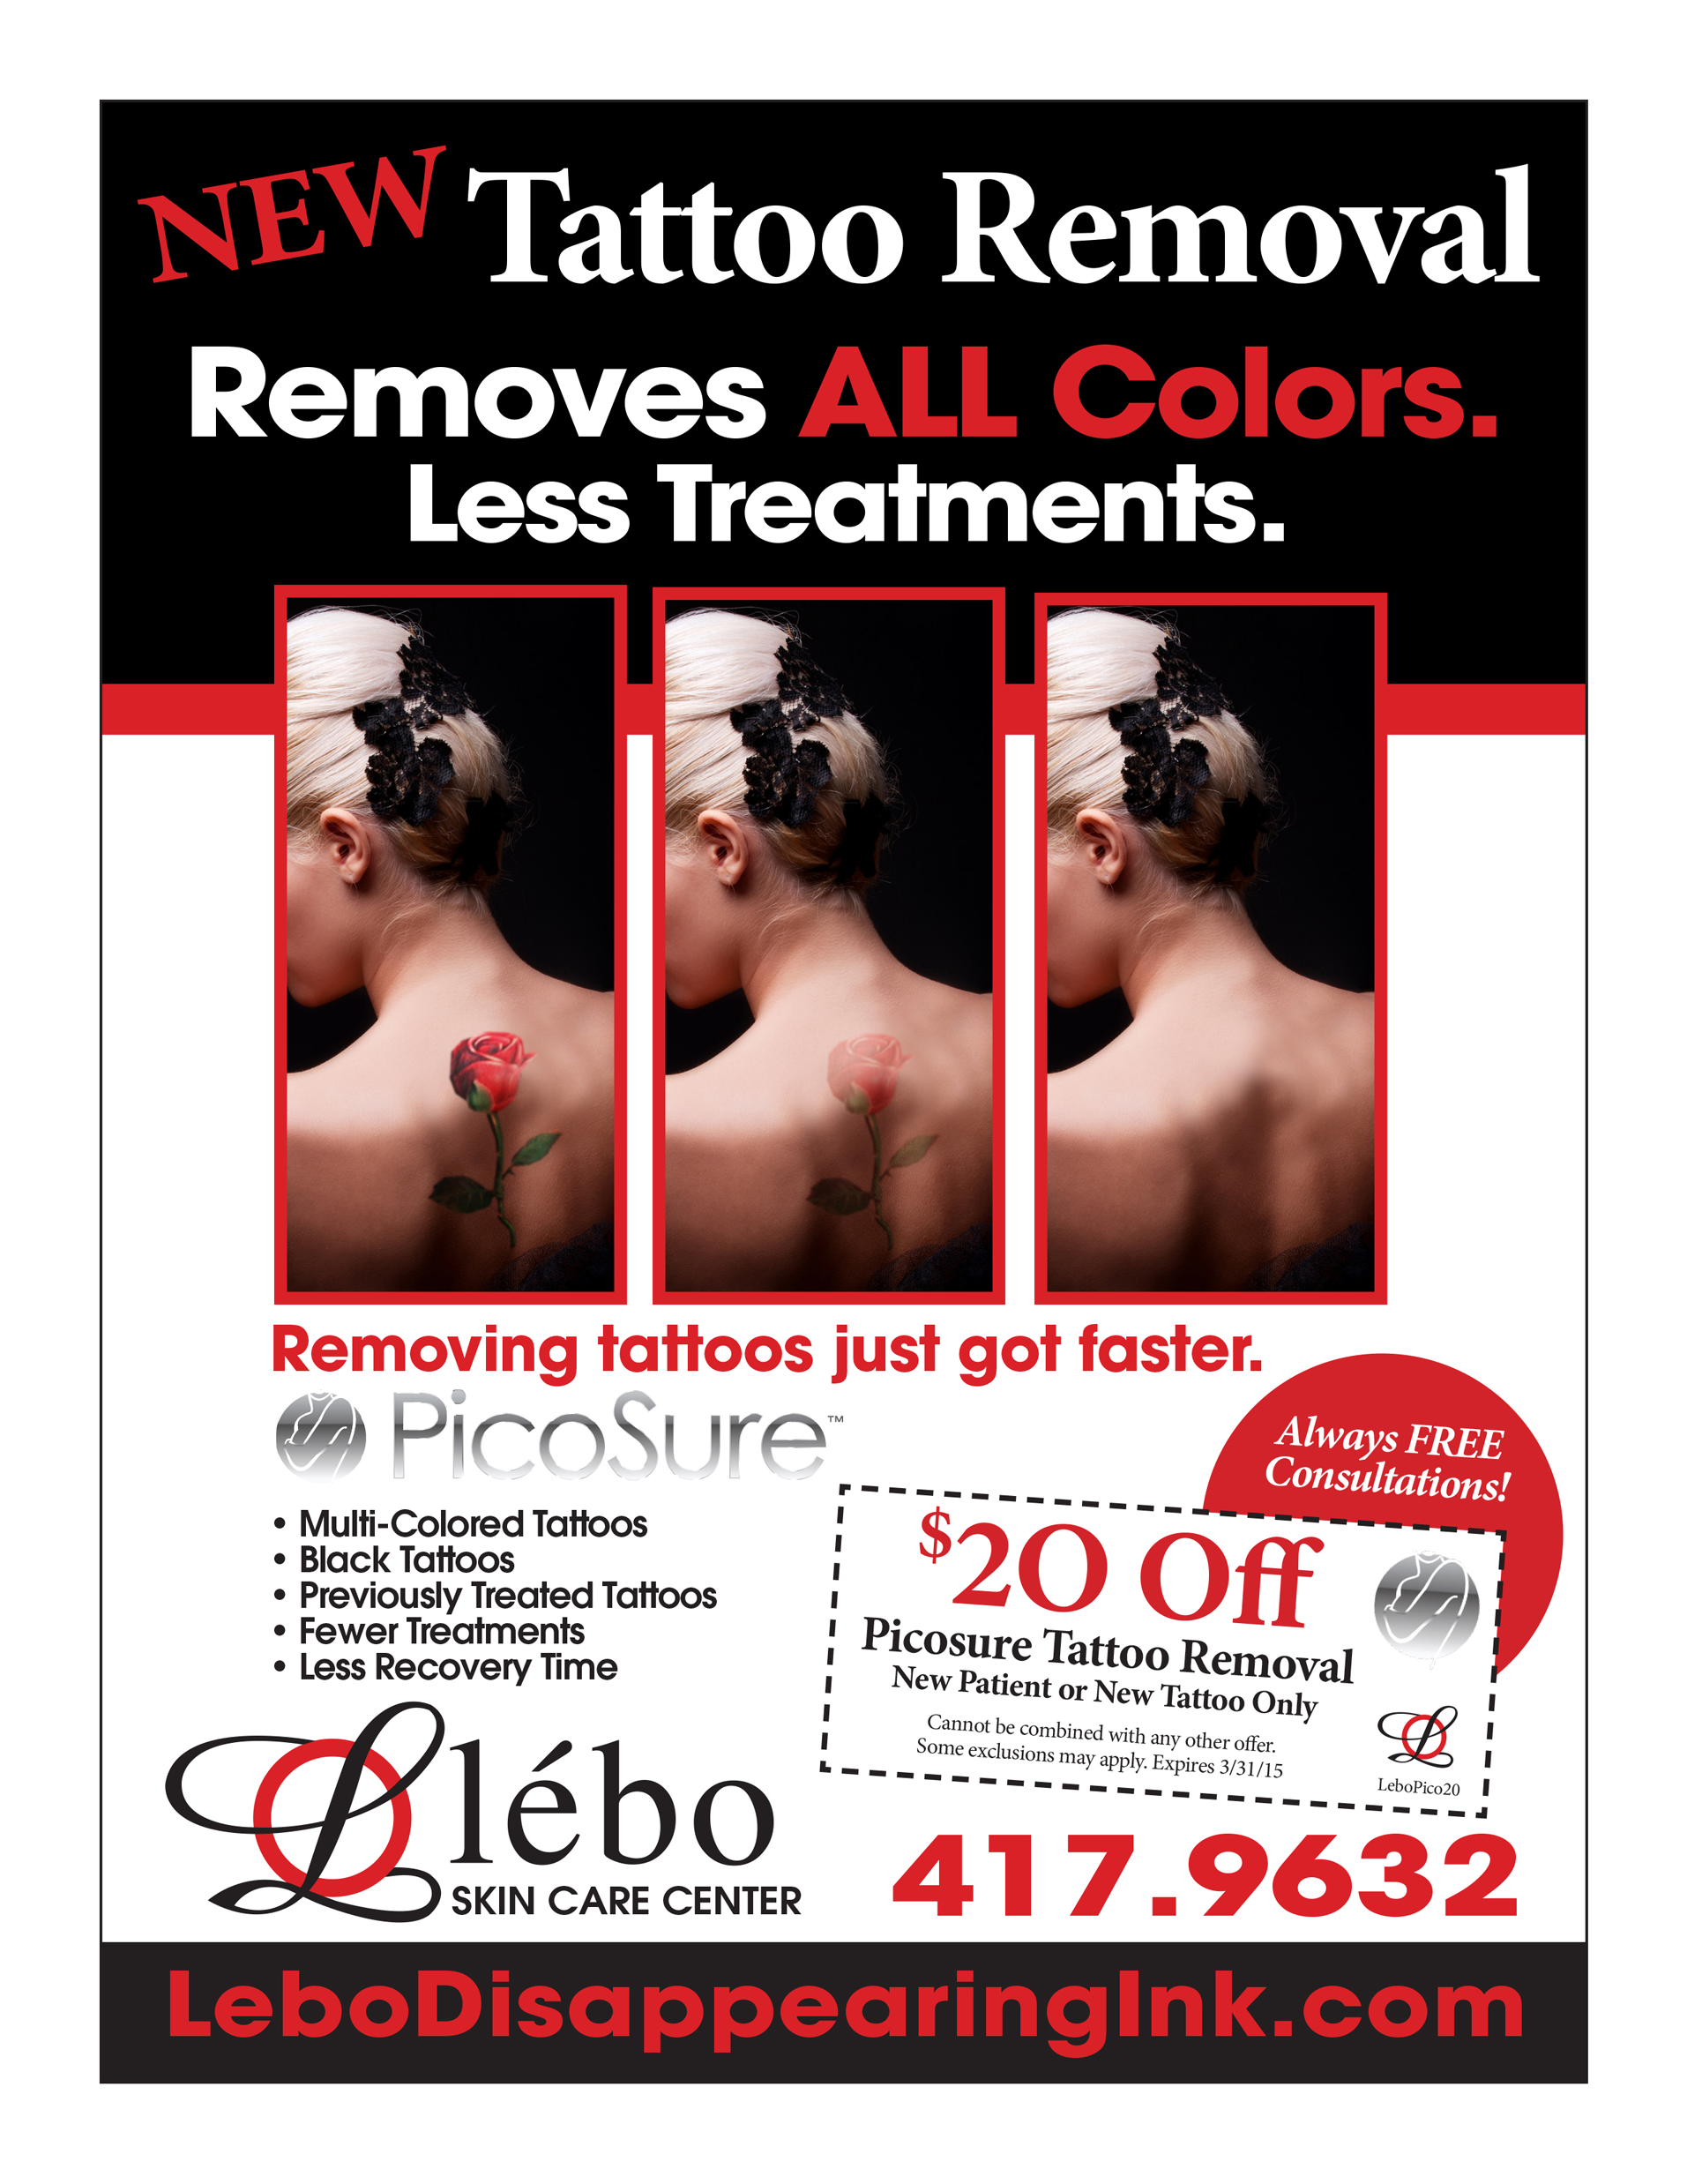 NEW Tattoo Removal
Removes ALL Colors.
Less Treatments.
Removing tattoos just got faster.
PicoSure™
• Multi-Colored Tattoos
• Black Tattoos
• Previously Treated Tattoos
• Fewer Treatments
• Less Recovery Time
Always FREE
Consultations!
$20 Off
Picosure Tattoo Removal
New Patient or New Tattoo Only
Cannot be combined with any other offer.
Some exclusions may apply. Expires 3/31/15
L
LeboPico20
L lébo
SKIN CARE CENTER
417.9632
LeboDisappearingInk.com